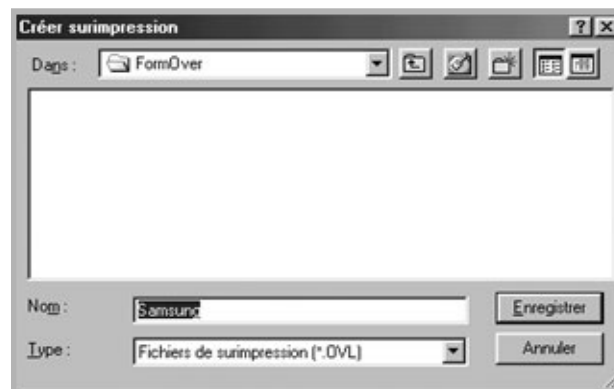 Créer surimpression
Dans : FormOver
Nom : Samsung Enregistrer
Type : Fichiers de surimpression (*.OVL) Annuler